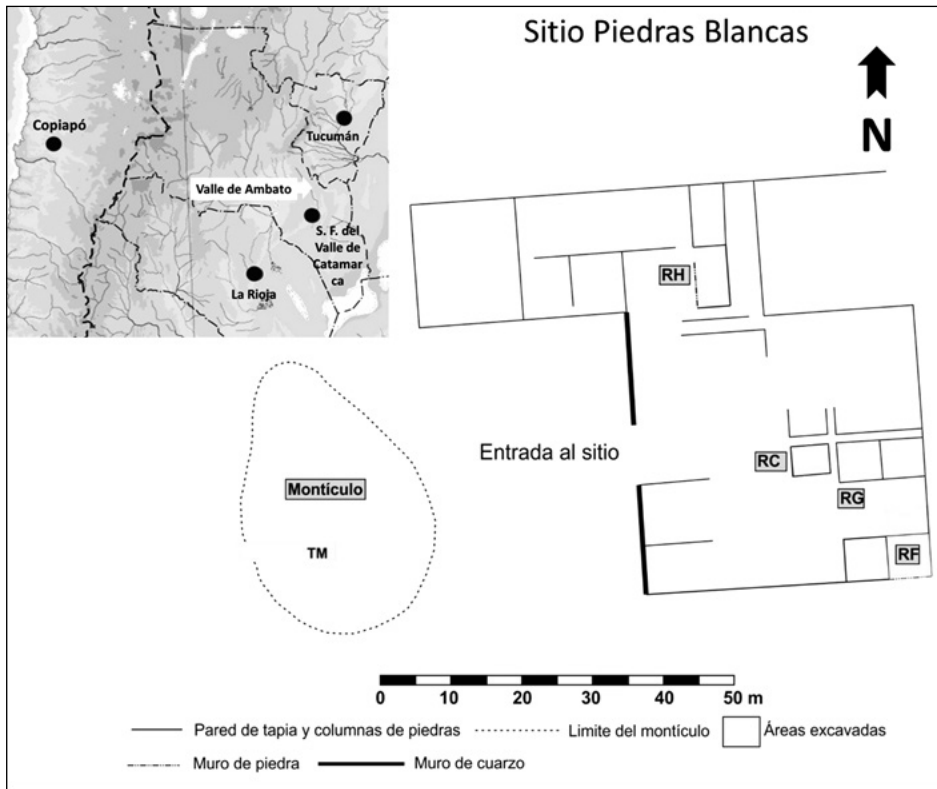 Sitio Piedras Blancas
N
Copiapó
Tucumán
Valle de Ambato
S. F. del
Valle de
Catamar
ca
La Rioja
RH
Entrada al sitio
RC
RG
RF
Montículo
TM
0 10 20 30 40 50 m
Pared de tapia y columnas de piedras
Limite del montículo
Áreas excavadas
Muro de piedra
Muro de cuarzo